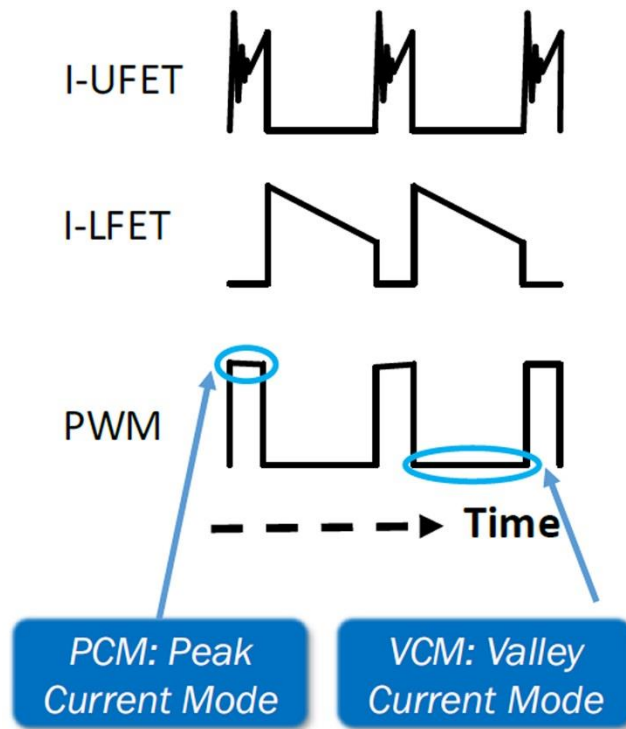 I-UFET
I-LFET
PWM
Time
PCM: Peak
Current Mode
VCM: Valley
Current Mode